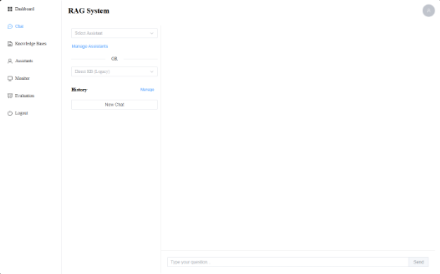 Dashboard
RAG System
Chat
Select Assistant
Knowledge Bases
Manage Assistants
OR
Assistants
Select KB (Legacy)
Monitor
History
Manage
Evaluation
New Chat
Logout
Type your question
Send